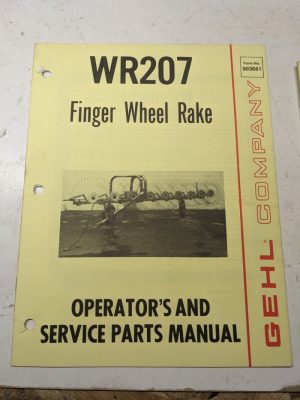 WR207
Form No.
903681
Finger Wheel Rake
OPERATOR'S AND
SERVICE PARTS MANUAL
GEHL COMPANY